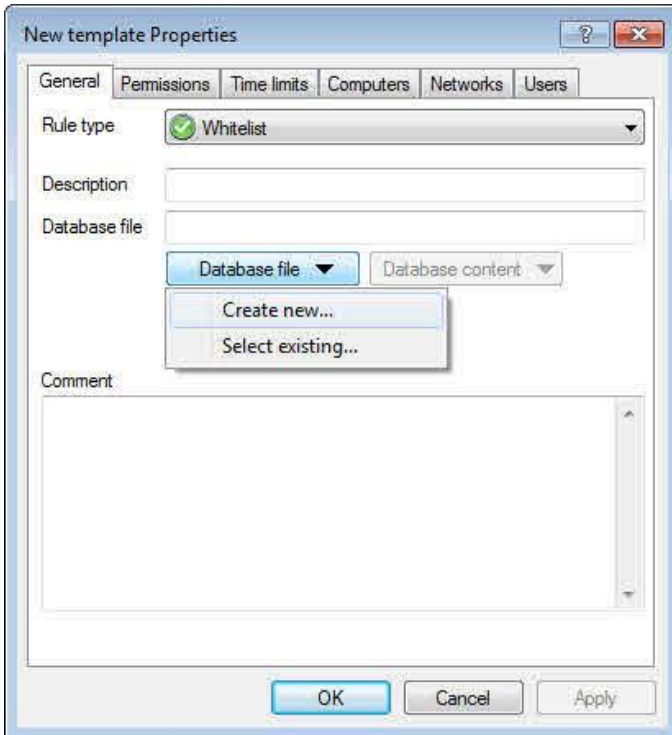 New template Properties
General Permissions Time limits Computers Networks Users
Rule type Whitelist
Description
Database file
Database file Database content
Create new...
Select existing...
Comment
OK Cancel Apply